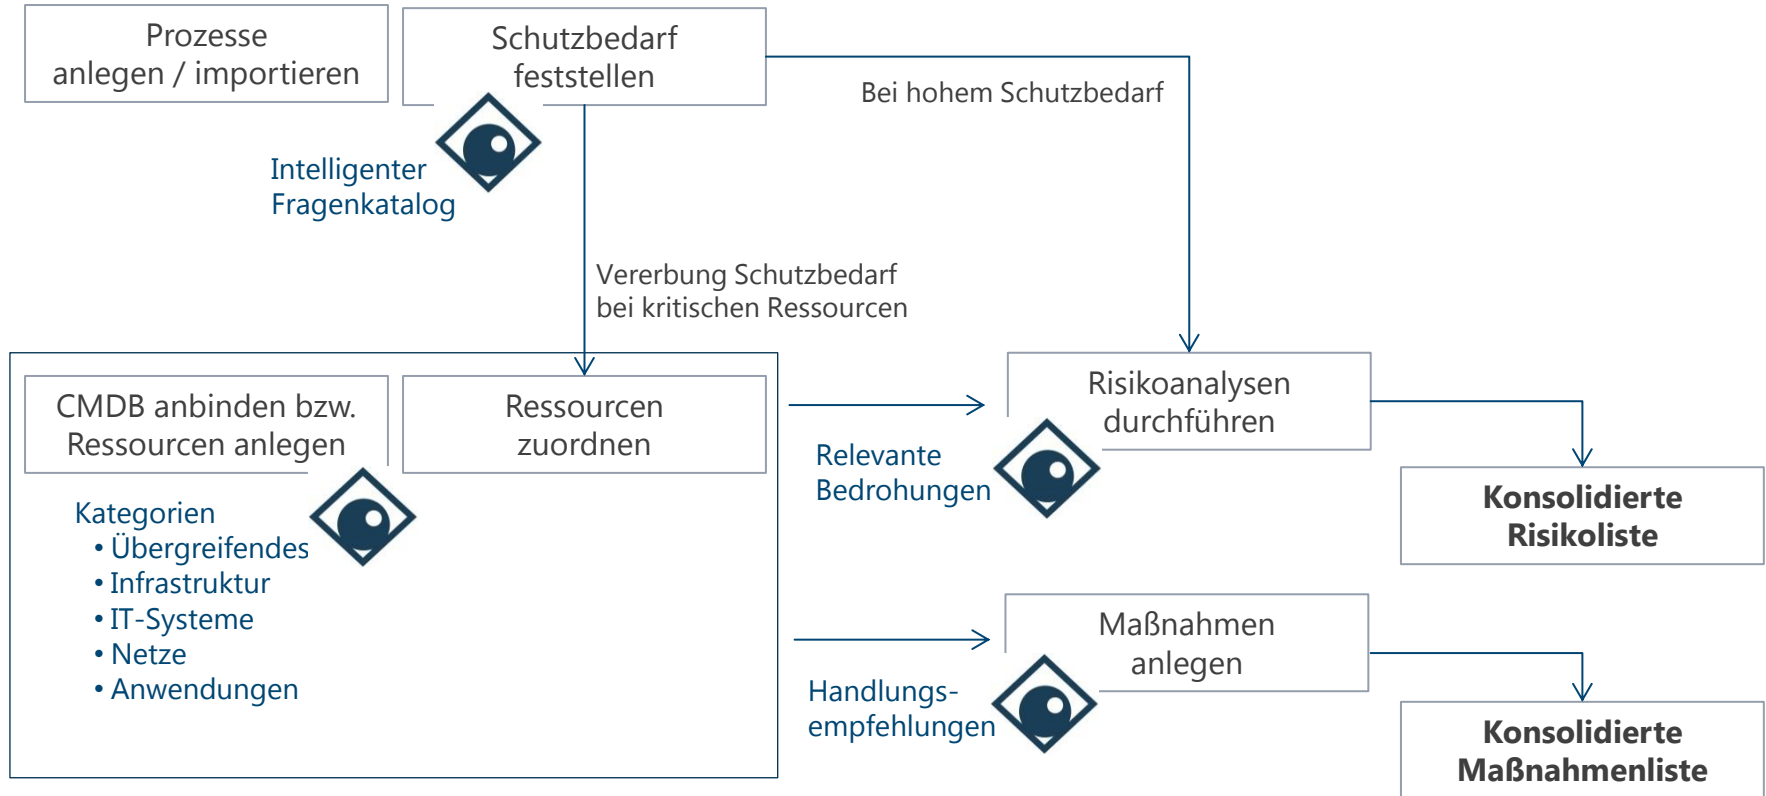 Prozesse
anlegen / importieren
Schutzbedarf
feststellen
Bei hohem Schutzbedarf
Intelligenter
Fragenkatalog
Vererbung Schutzbedarf
bei kritischen Ressourcen
CMDB anbinden bzw.
Ressourcen anlegen
Ressourcen
zuordnen
Kategorien
• Übergreifendes
• Infrastruktur
• IT-Systeme
• Netze
• Anwendungen
Risikoanalysen
durchführen
Relevante
Bedrohungen
Konsolidierte
Risikoliste
Maßnahmen
anlegen
Handlungs-
empfehlungen
Konsolidierte
Maßnahmenliste